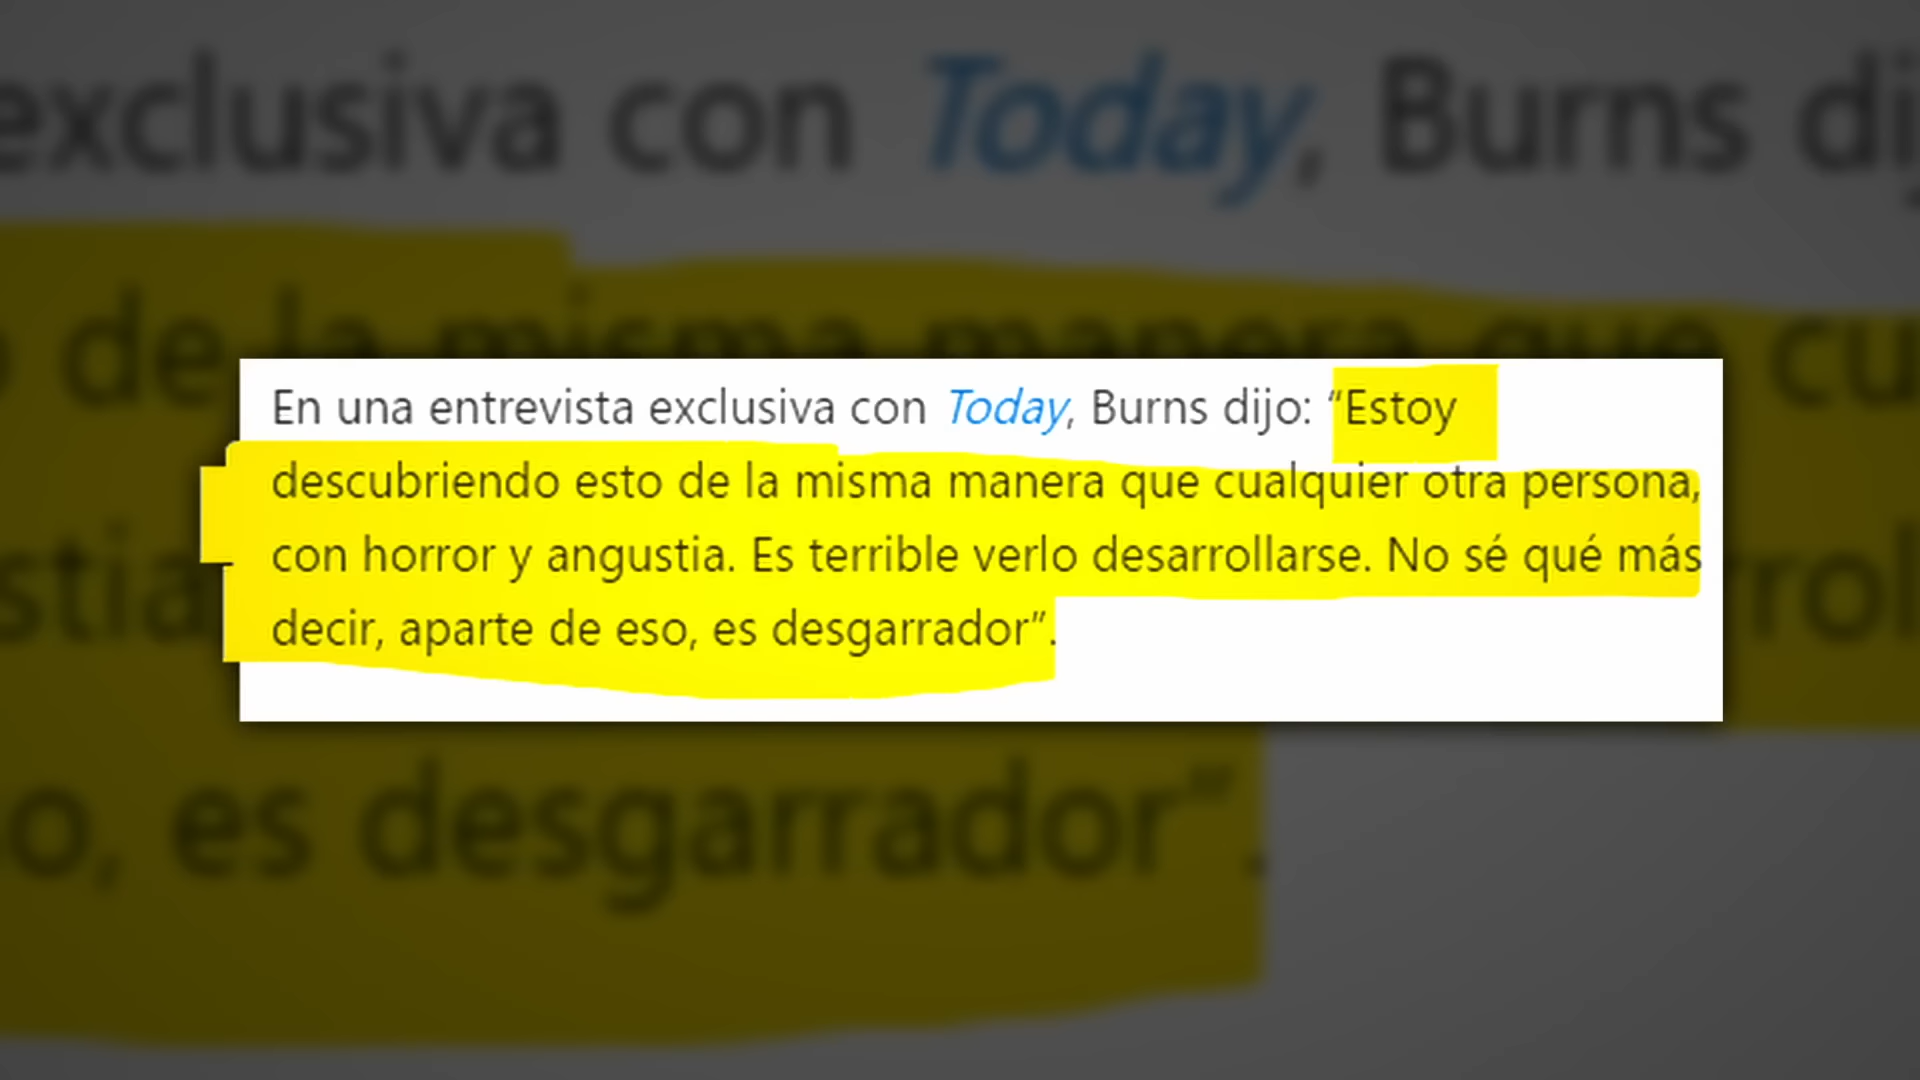 En una entrevista exclusiva con Today, Burns dijo: “Estoy
descubriendo esto de la misma manera que cualquier otra persona,
con horror y angustia. Es terrible verlo desarrollarse. No sé qué más
decir, aparte de eso, es desgarrador”.